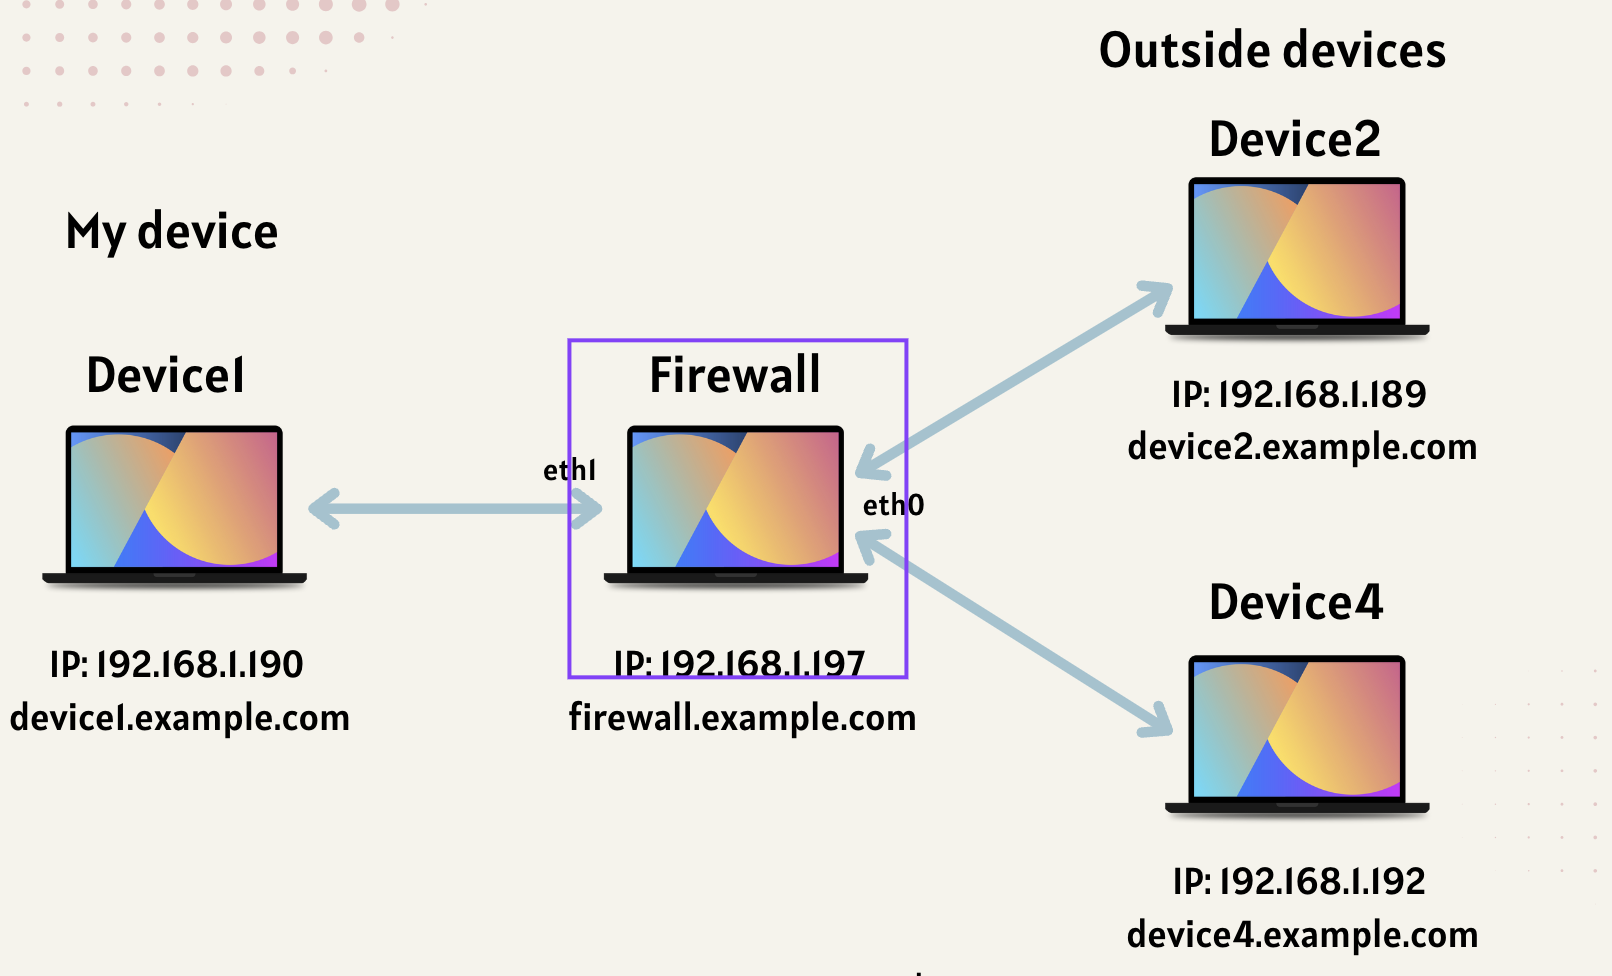 Outside devices
Device2
My device
Device1
Firewall
IP: 192.168.1.189
device2.example.com
eth1
eth0
Device4
IP: 192.168.1.190
IP: 192.168.1.197
device1.example.com
firewall.example.com
IP: 192.168.1.192
device4.example.com